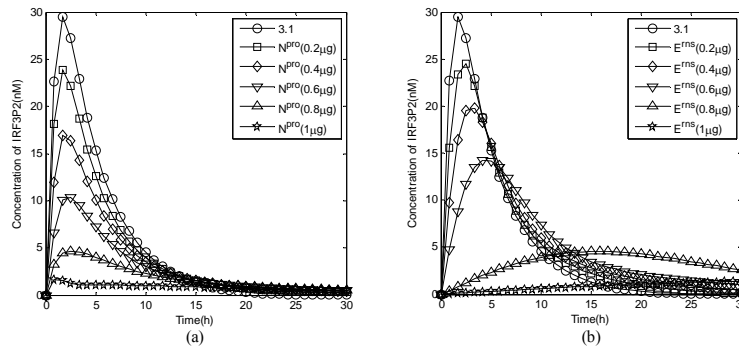 Concentration of IRF3P2(nM)
30
25
20
15
10
5
0
0 5 10 15 20 25 30
Time(h)
(a)
3.1
N^pro(0.2μg)
N^pro(0.4μg)
N^pro(0.6μg)
N^pro(0.8μg)
N^pro(1μg)
Concentration of IRF3P2(nM)
30
25
20
15
10
5
0
0 5 10 15 20 25 30
Time(h)
(b)
3.1
E^rns(0.2μg)
E^rns(0.4μg)
E^rns(0.6μg)
E^rns(0.8μg)
E^rns(1μg)